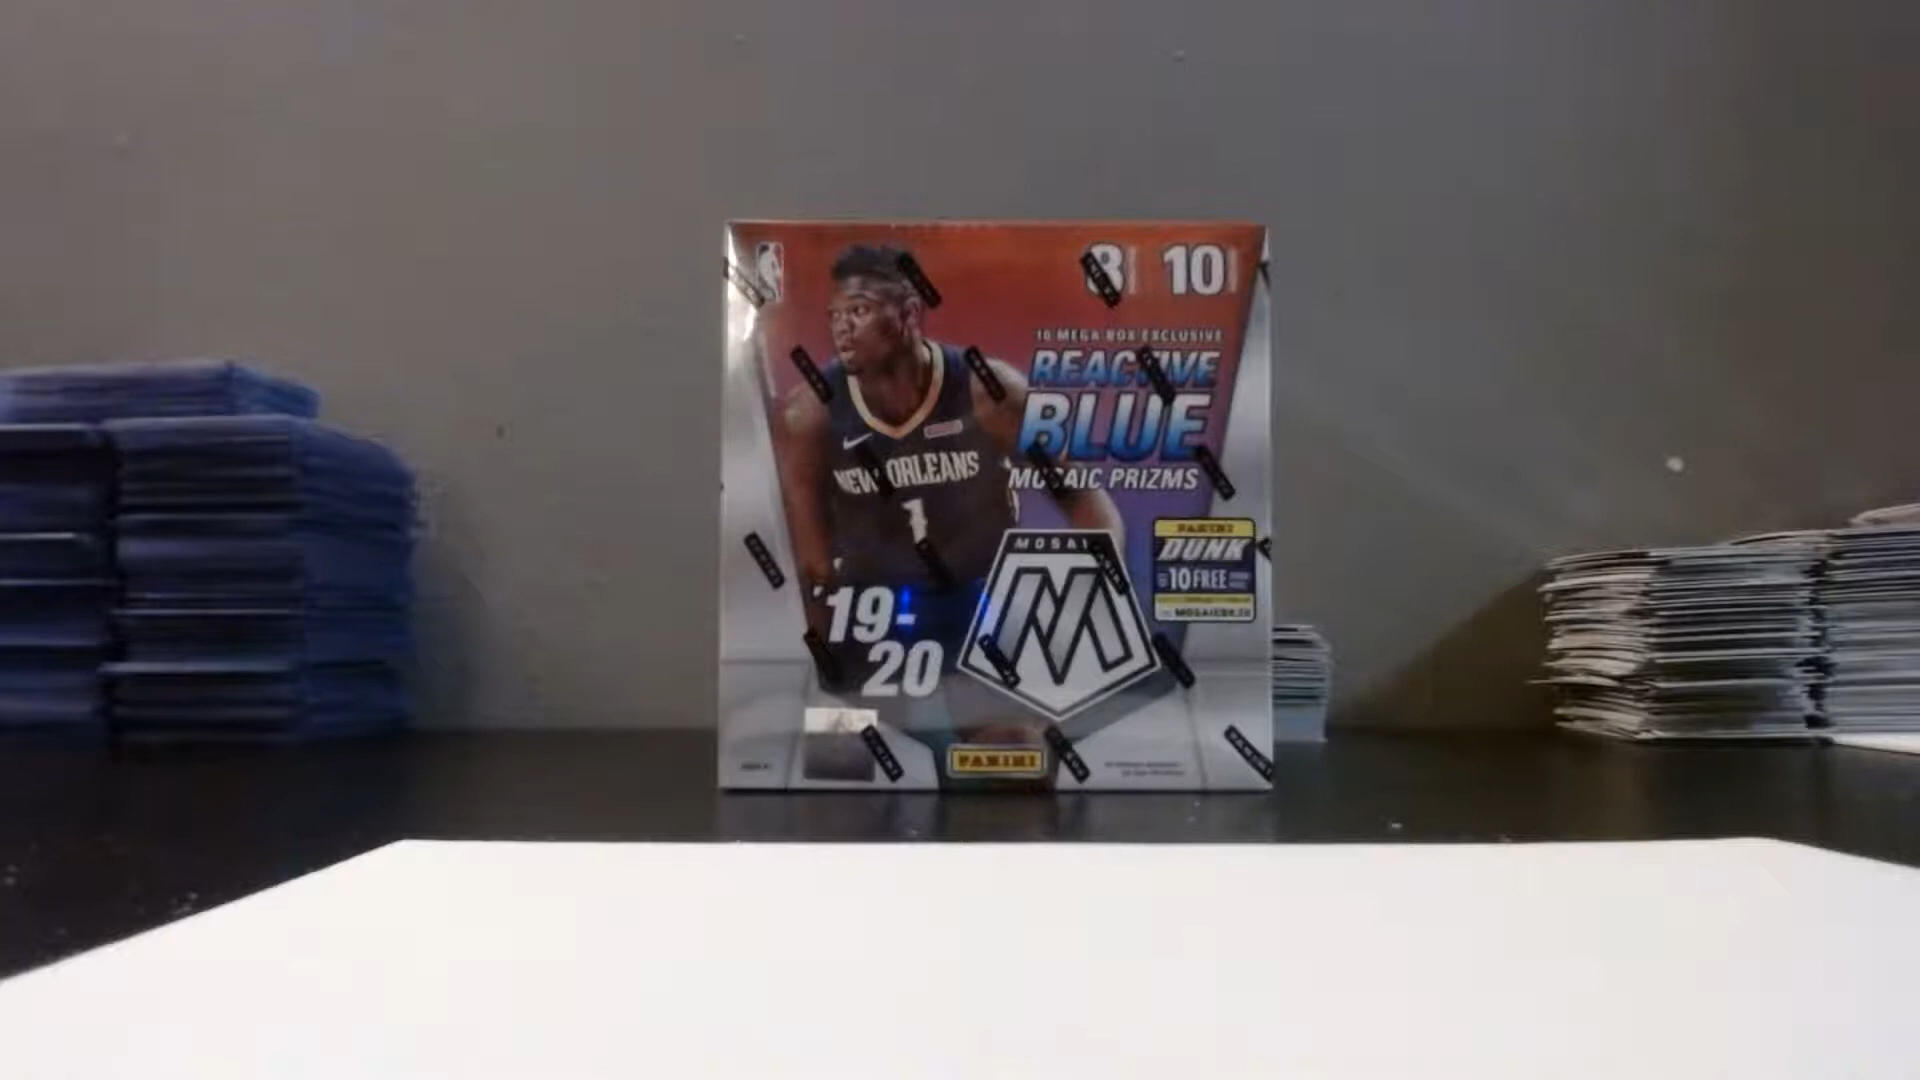 8 10
10 MEGA BOX EXCLUSIVE
REACTIVE
BLUE
MOSAIC PRIZMS
NEW ORLEANS
1
MOSAIC
M
PANINI
DUNK
10 FREE
'19-
20
PANINI